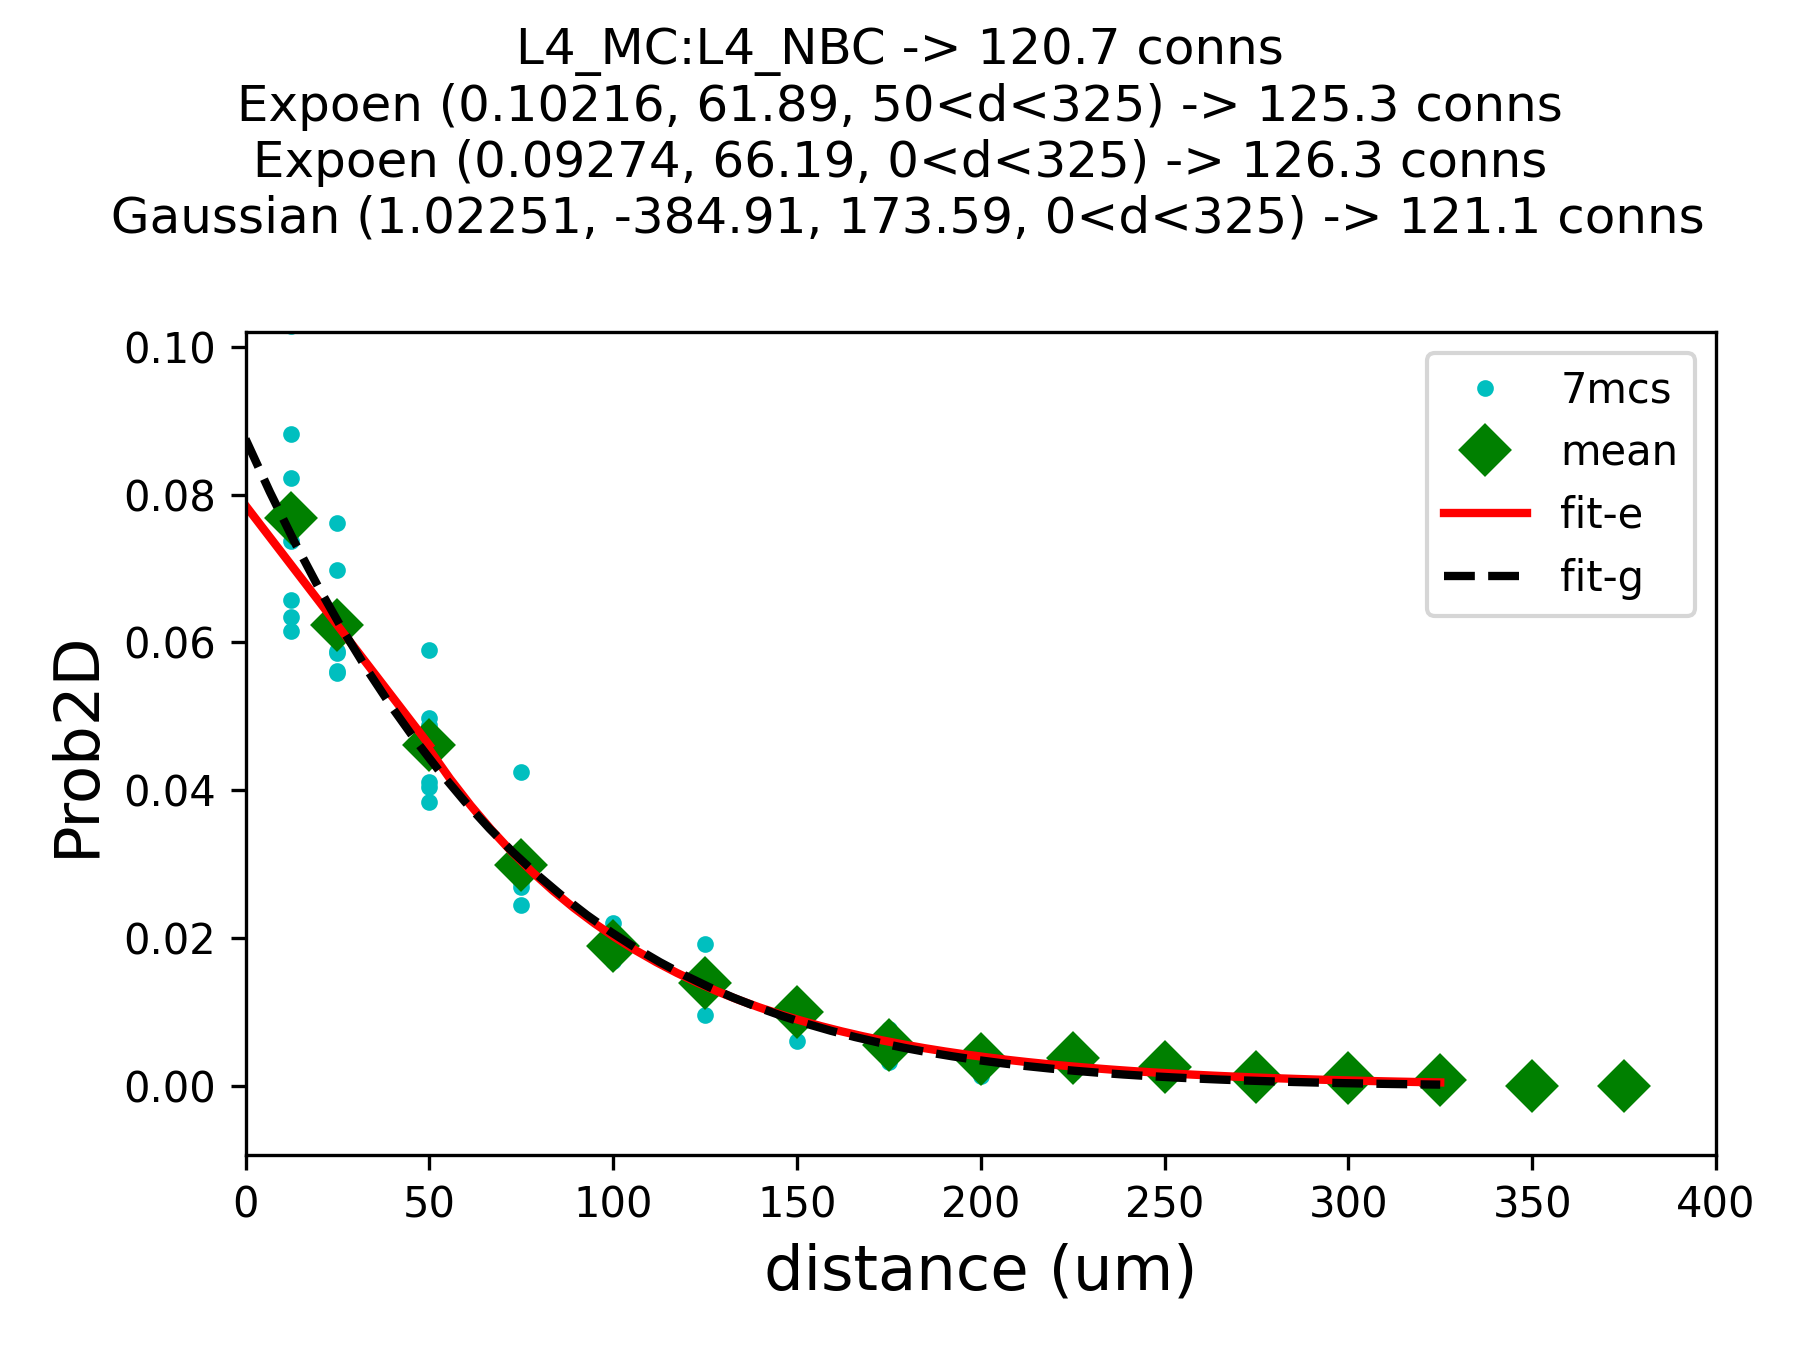 L4_MC:L4_NBC -> 120.7 conns
Expoen (0.10216, 61.89, 50<d<325) -> 125.3 conns
Expoen (0.09274, 66.19, 0<d<325) -> 126.3 conns
Gaussian (1.02251, -384.91, 173.59, 0<d<325) -> 121.1 conns
0.10
0.08
0.06
0.04
0.02
0.00
Prob2D
7mcs
mean
fit-e
fit-g
0 50 100 150 200 250 300 350 400
distance (um)